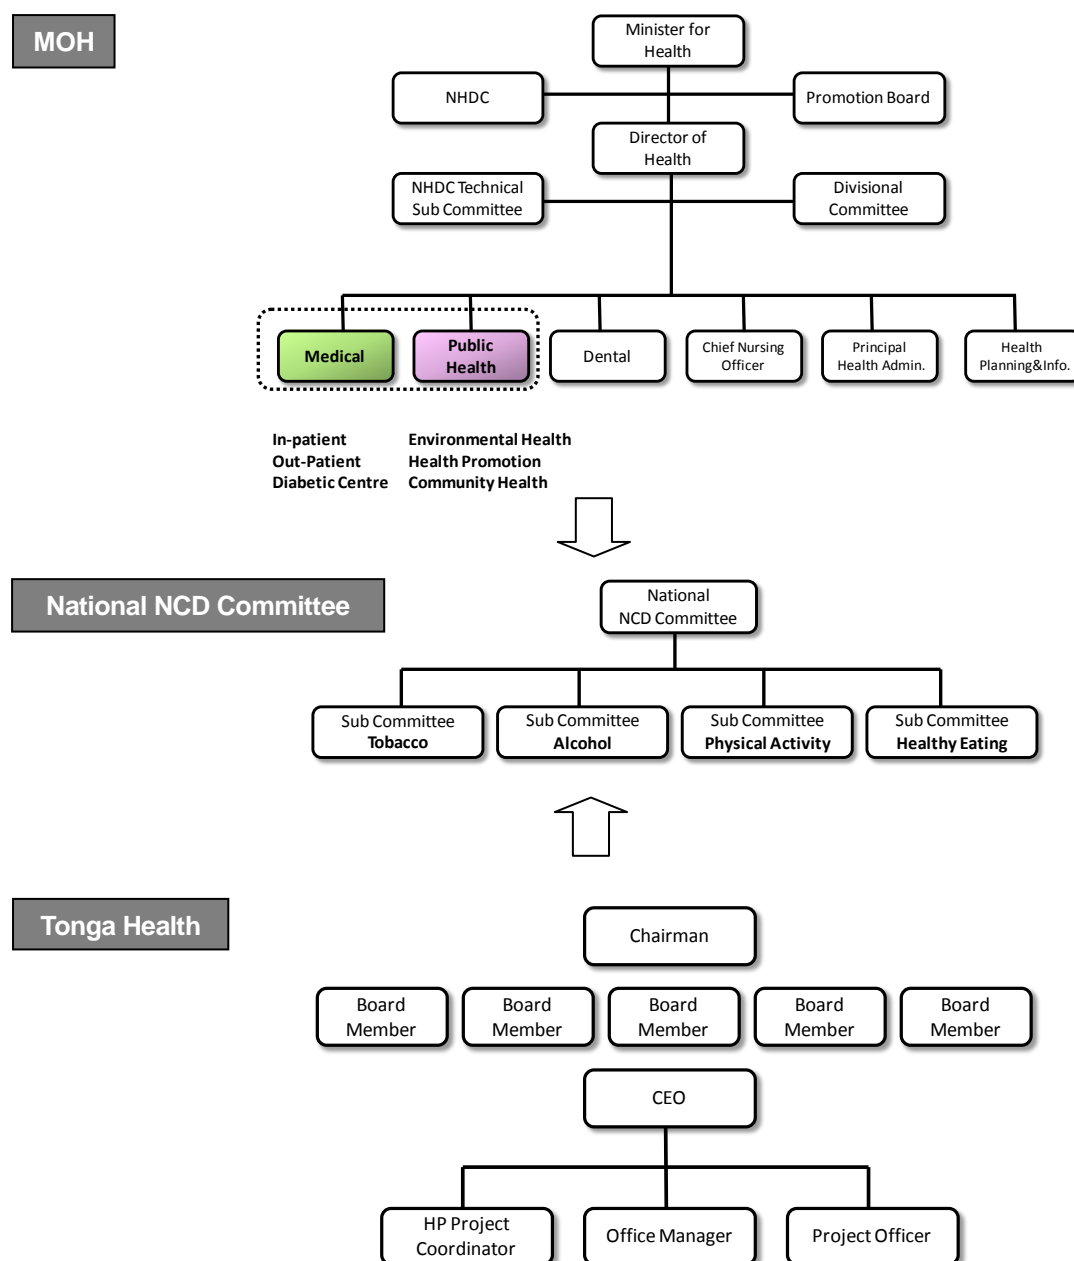 MOH
Minister for
Health
NHDC
Promotion Board
Director of
Health
NHDC Technical
Sub Committee
Divisional
Committee
Medical
Public
Health
Dental
Chief Nursing
Officer
Principal
Health Admin.
Health
Planning&Info.
In-patient
Out-Patient
Diabetic Centre
Environmental Health
Health Promotion
Community Health
National NCD Committee
National
NCD Committee
Sub Committee
Tobacco
Sub Committee
Alcohol
Sub Committee
Physical Activity
Sub Committee
Healthy Eating
Tonga Health
Chairman
Board
Member
Board
Member
Board
Member
Board
Member
Board
Member
CEO
HP Project
Coordinator
Office Manager
Project Officer